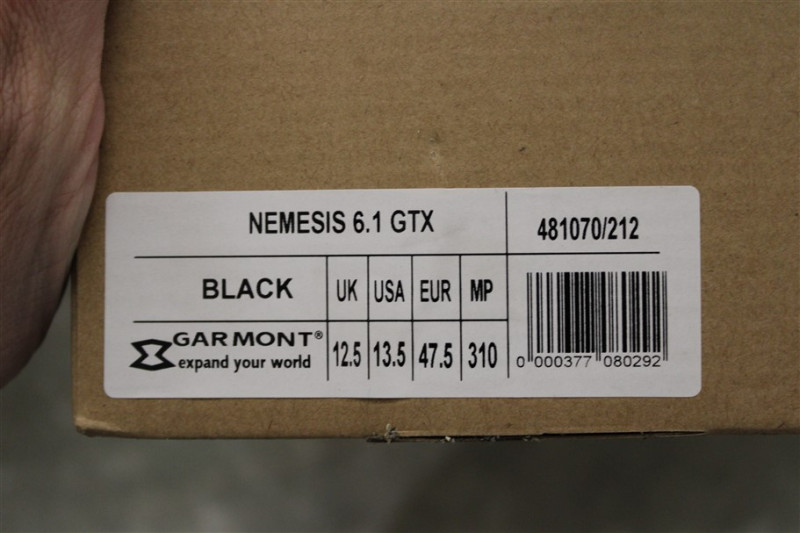 NEMESIS 6.1 GTX
481070/212
BLACK
UK USA EUR MP
GARMONT®
expand your world
12.5 13.5 47.5 310
0 000377 080292